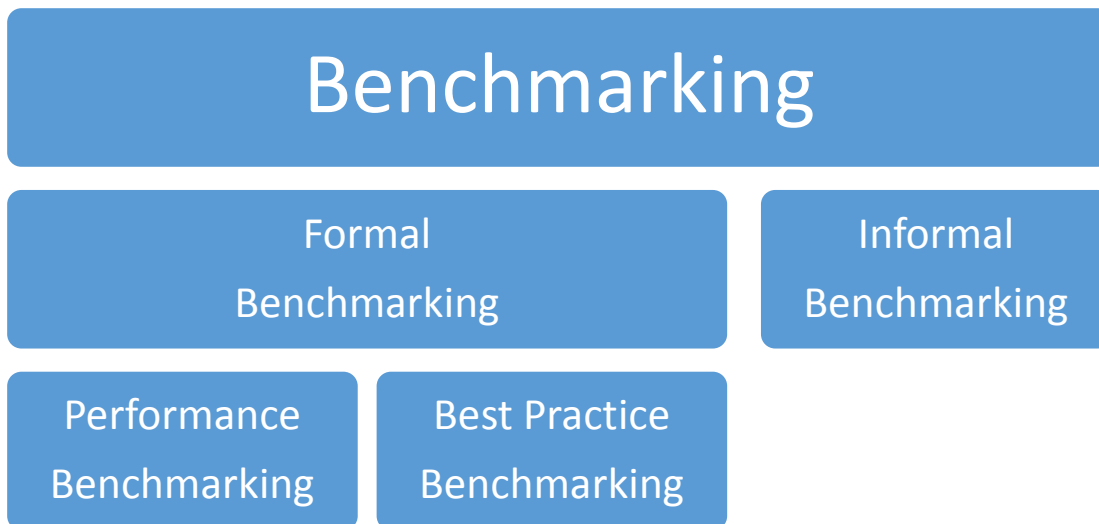 Benchmarking
Formal
Benchmarking
Informal
Benchmarking
Performance
Benchmarking
Best Practice
Benchmarking